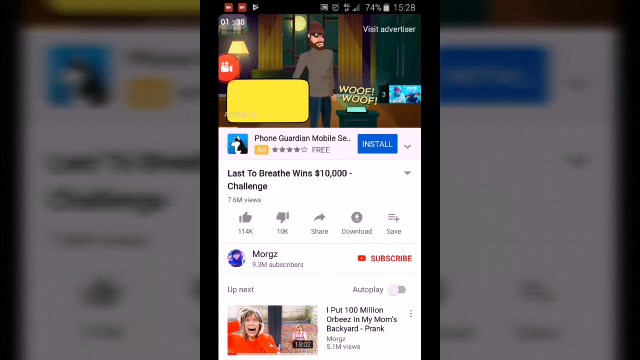 74% 15:28
01:38
Visit advertiser
WOOF!
WOOF!
3
Phone Guardian Mobile Se..
INSTALL
Ad
FREE
Last To Breathe Wins $10,000 -
Challenge
7.6M views
114K
10K
Share
Download
Save
Morgz
9.3M subscribers
SUBSCRIBE
Up next
Autoplay
I Put 100 Million
Orbeez In My Mom's
Backyard - Prank
18:02
Morgz
5.1M views